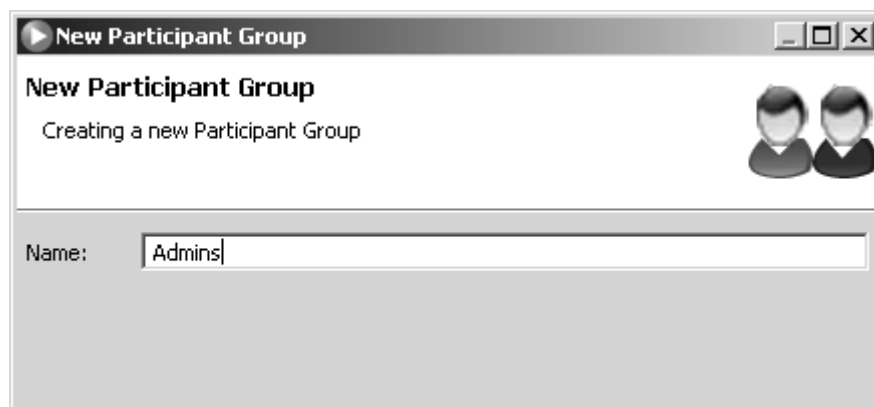 New Participant Group
New Participant Group
Creating a new Participant Group
Name: Admins